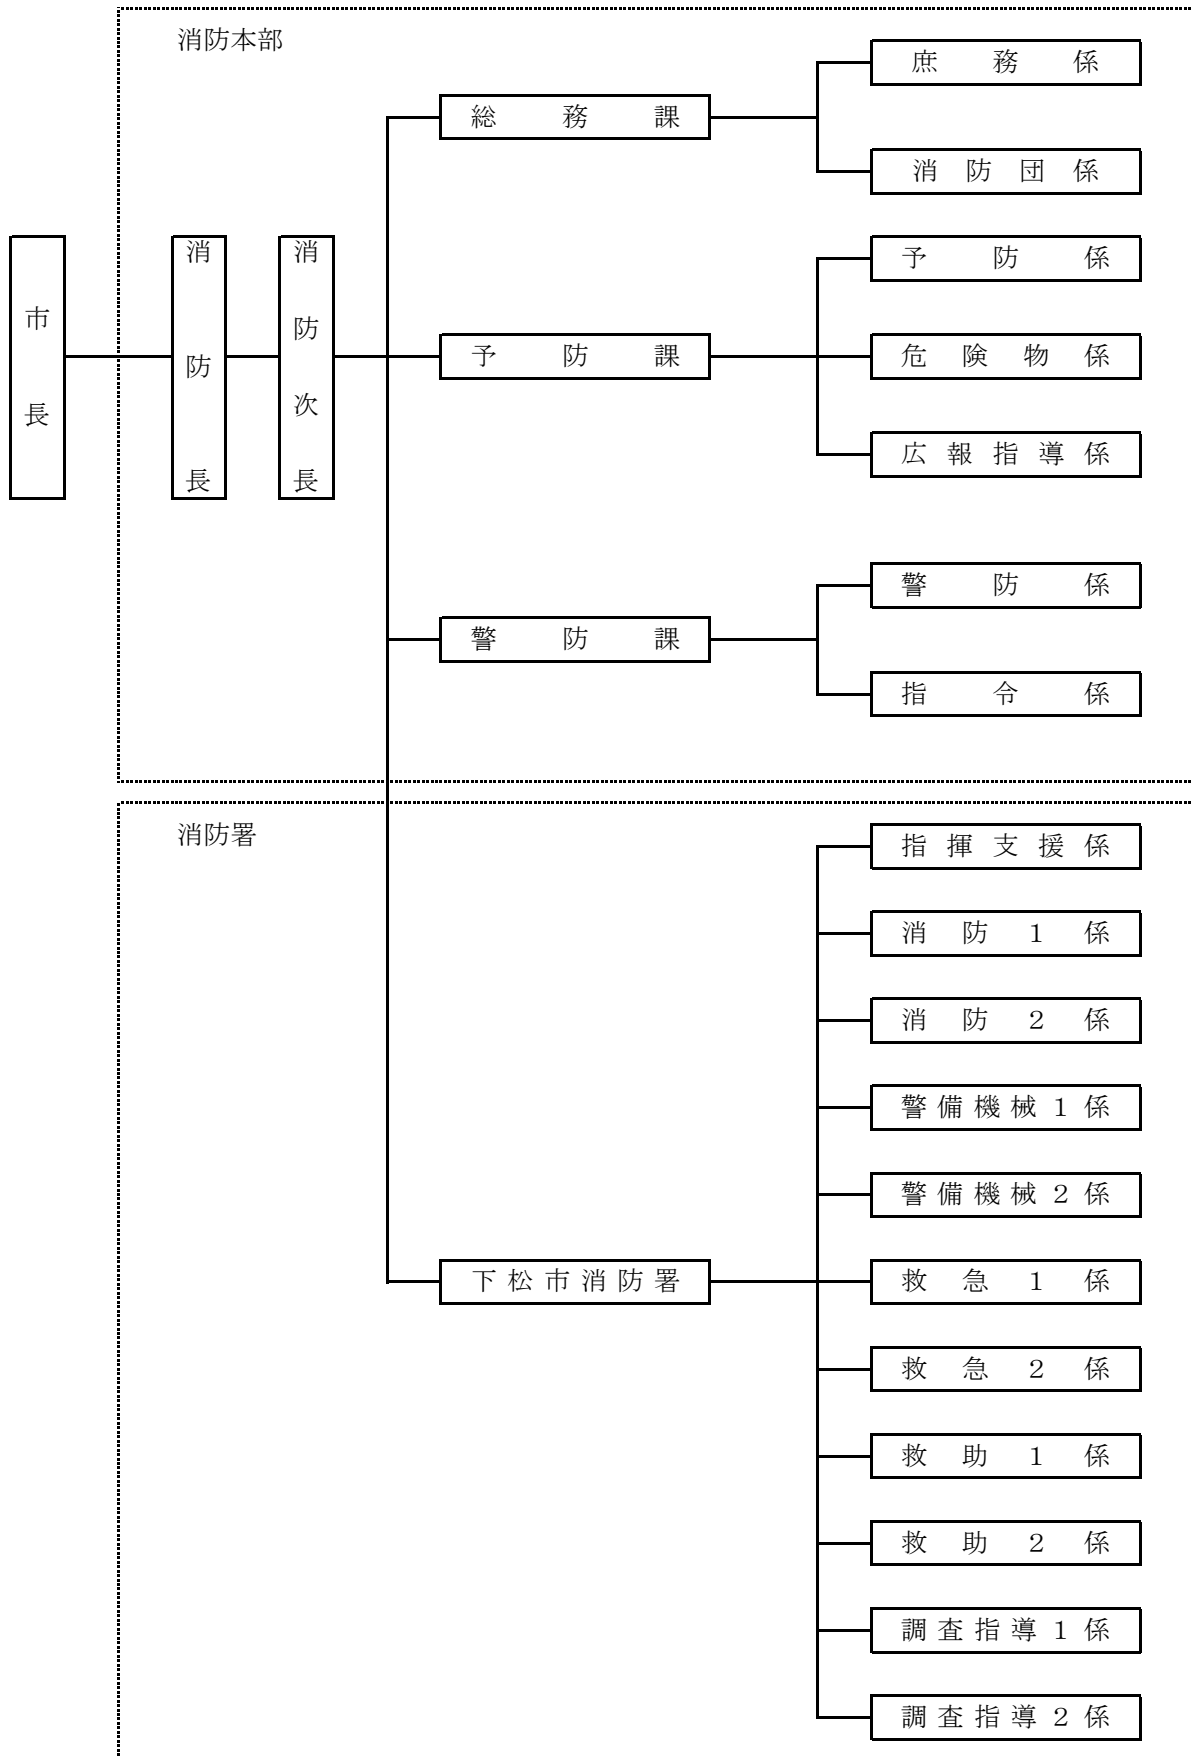 消防本部
市長
消防長
消防次長
総務課
庶務係
消防団係
予防課
予防係
危険物係
広報指導係
警防課
警防係
指令係
消防署
下松市消防署
指揮支援係
消防1係
消防2係
警備機械1係
警備機械2係
救急1係
救急2係
救助1係
救助2係
調査指導1係
調査指導2係